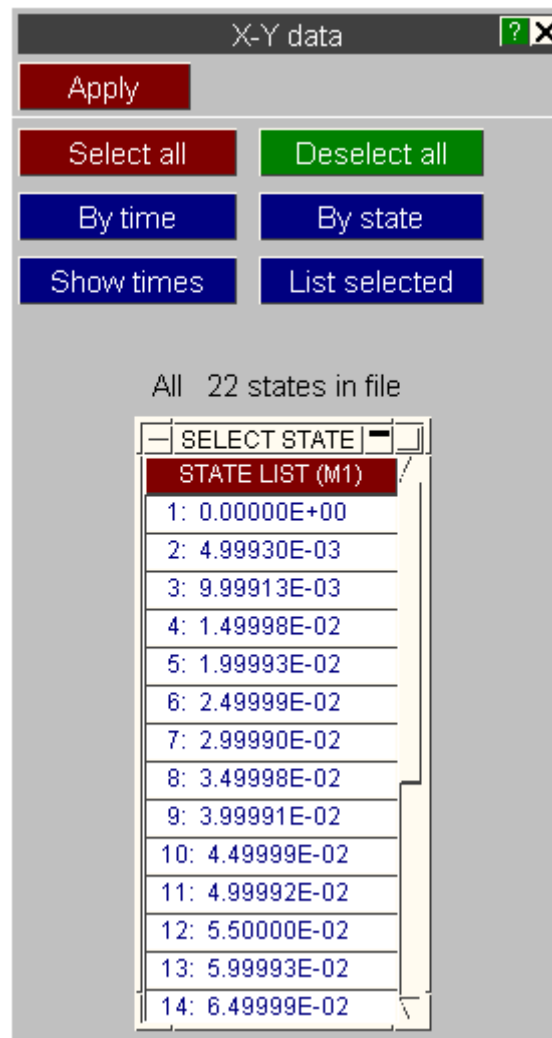 X-Y data ? X
Apply
Select all Deselect all
By time By state
Show times List selected
All 22 states in file
SELECT STATE
STATE LIST (M1)
1: 0.00000E+00
2: 4.99930E-03
3: 9.99913E-03
4: 1.49998E-02
5: 1.99993E-02
6: 2.49999E-02
7: 2.99990E-02
8: 3.49998E-02
9: 3.99991E-02
10: 4.49999E-02
11: 4.99992E-02
12: 5.50000E-02
13: 5.99993E-02
14: 6.49999E-02